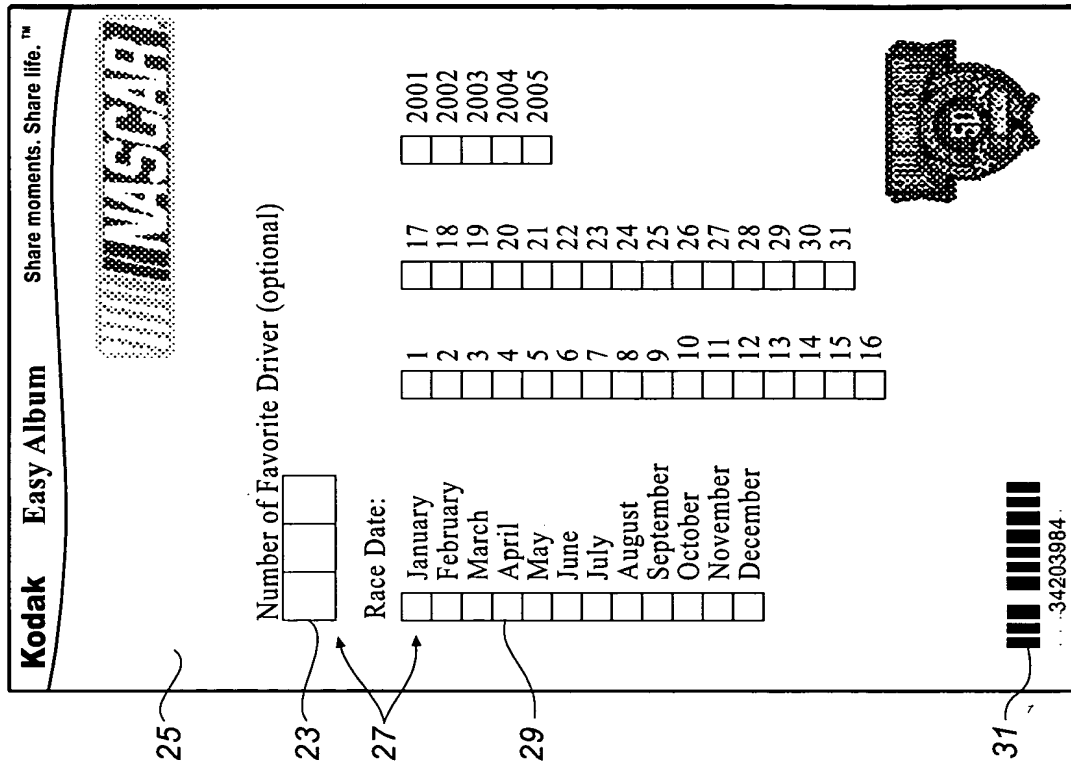 Kodak Easy Album Share moments. Share life. ™
NASCAR
25
Number of Favorite Driver (optional)
23
27
Race Date:
January 1 17 2001
February 2 18 2002
March 3 19 2003
29 April 4 20 2004
May 5 21 2005
June 6 22
July 7 23
August 8 24
September 9 25
October 10 26
November 11 27
December 12 28
13 29
14 30
15 31
16
50
31
34203984